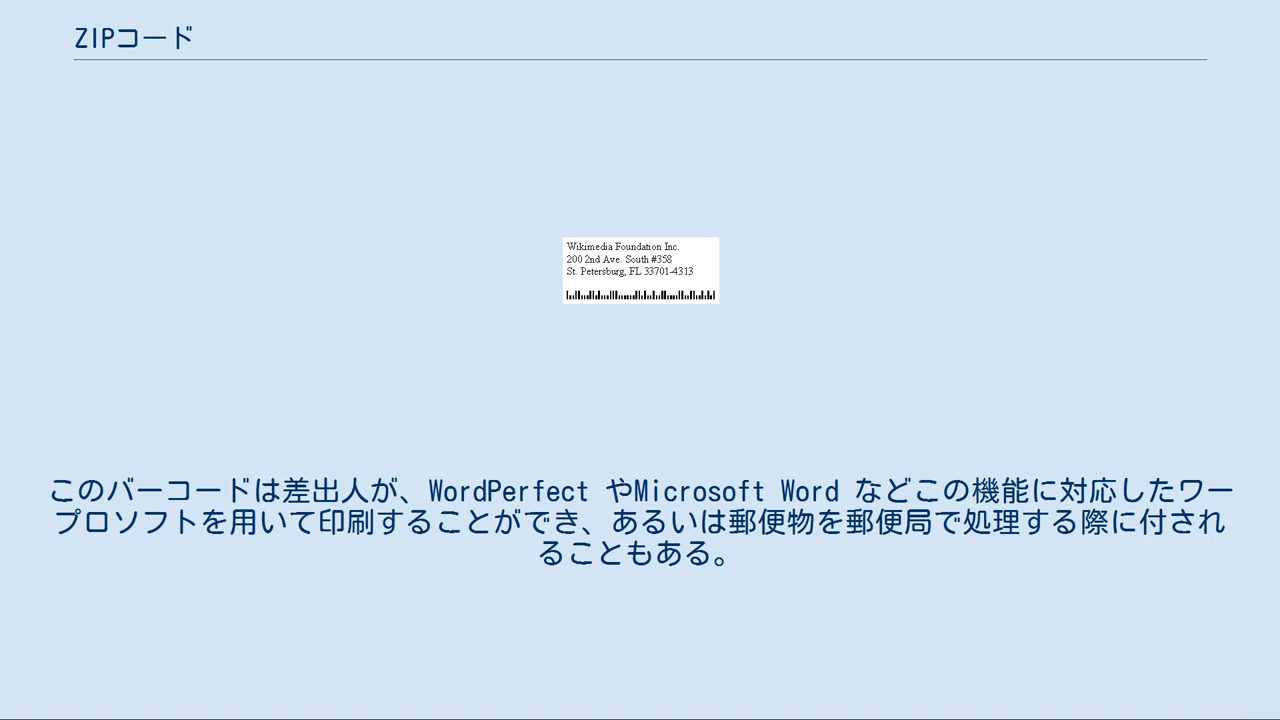 ZIPコード
Wikimedia Foundation Inc.
200 2nd Ave. South #358
St. Petersburg, FL 33701-4313
このバーコードは差出人が、WordPerfect やMicrosoft Word などこの機能に対応したワー
プロソフトを用いて印刷することができ、あるいは郵便物を郵便局で処理する際に付され
ることもある。